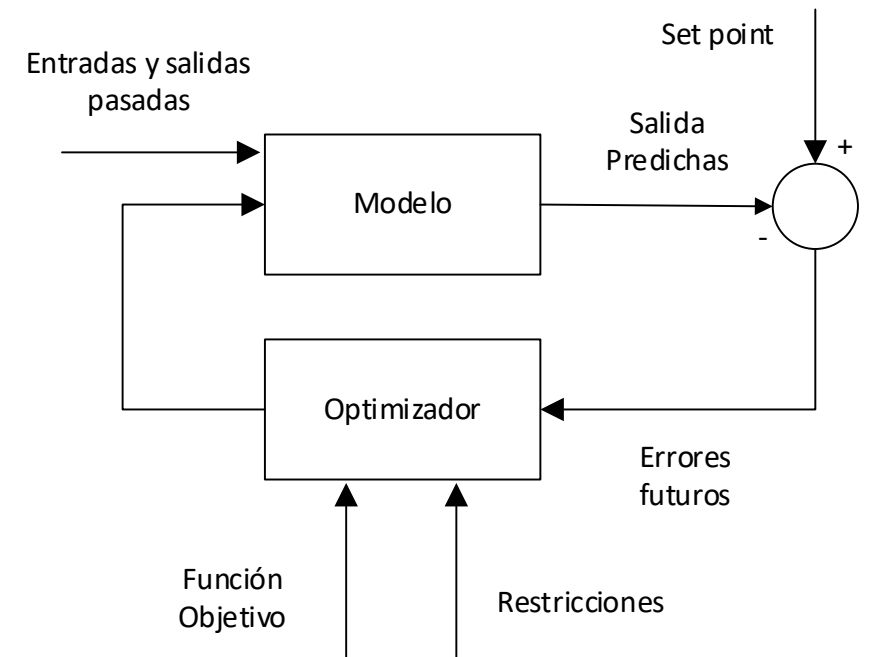 Set point
Entradas y salidas
pasadas
Salida
Predichas
+
Modelo
-
Optimizador
Errores
futuros
Función
Objetivo
Restricciones